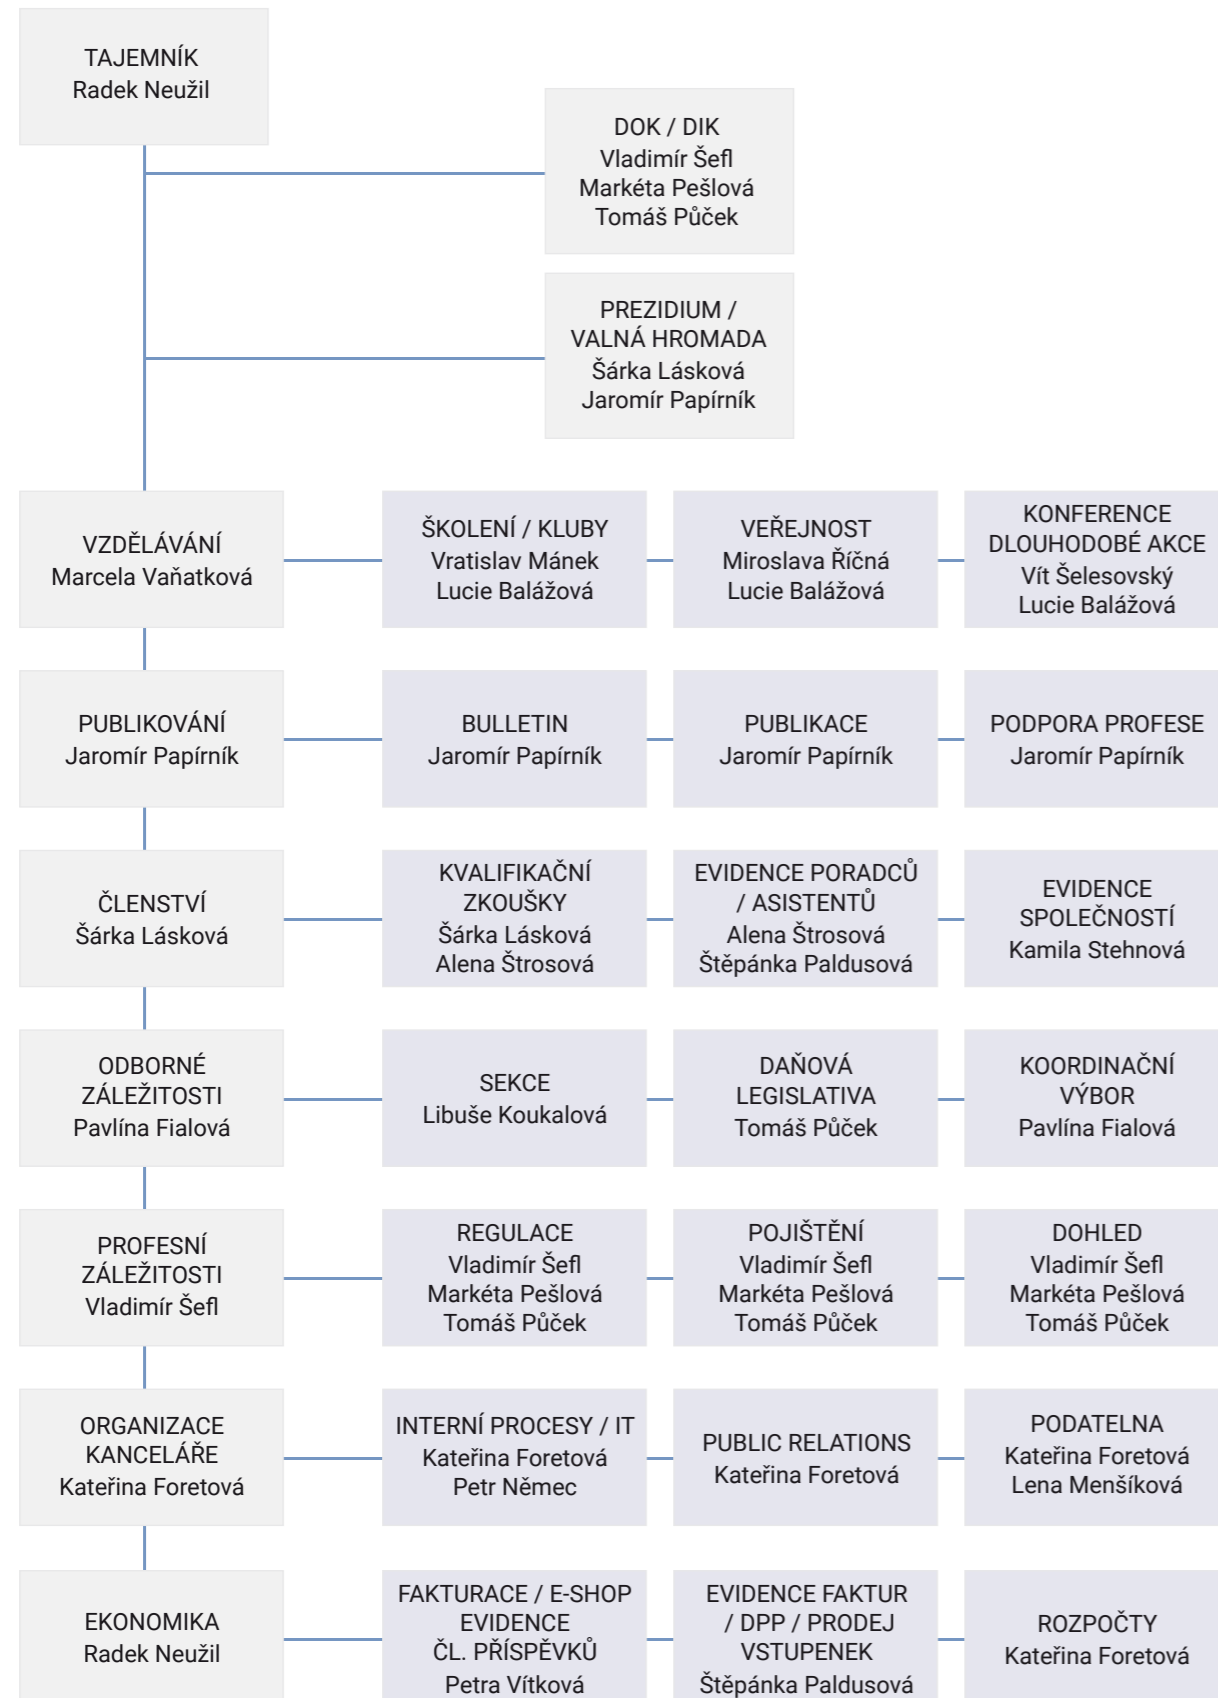 TAJEMNÍK
Radek Neužil
DOK / DIK
Vladimír Šefl
Markéta Pešlová
Tomáš Půček
PREZIDIUM /
VALNÁ HROMADA
Šárka Lásková
Jaromír Papírník
VZDĚLÁVÁNÍ
Marcela Vaňatková
ŠKOLENÍ / KLUBY
Vratislav Mánek
Lucie Balážová
VEŘEJNOST
Miroslava Říčná
Lucie Balážová
KONFERENCE
DLOUHODOBÉ AKCE
Vít Šelesovský
Lucie Balážová
PUBLIKOVÁNÍ
Jaromír Papírník
BULLETIN
Jaromír Papírník
PUBLIKACE
Jaromír Papírník
PODPORA PROFESE
Jaromír Papírník
ČLENSTVÍ
Šárka Lásková
KVALIFIKAČNÍ
ZKOUŠKY
Šárka Lásková
Alena Štrosová
EVIDENCE PORADCŮ
/ ASISTENTŮ
Alena Štrosová
Štěpánka Paldusová
EVIDENCE
SPOLEČNOSTÍ
Kamila Stehnová
ODBORNÉ
ZÁLEŽITOSTI
Pavlína Fialová
SEKCE
Libuše Koukalová
DAŇOVÁ
LEGISLATIVA
Tomáš Půček
KOORDINAČNÍ
VÝBOR
Pavlína Fialová
PROFESNÍ
ZÁLEŽITOSTI
Vladimír Šefl
REGULACE
Vladimír Šefl
Markéta Pešlová
Tomáš Půček
POJIŠTĚNÍ
Vladimír Šefl
Markéta Pešlová
Tomáš Půček
DOHLED
Vladimír Šefl
Markéta Pešlová
Tomáš Půček
ORGANIZACE
KANCELÁŘE
Kateřina Foretová
INTERNÍ PROCESY / IT
Kateřina Foretová
Petr Němec
PUBLIC RELATIONS
Kateřina Foretová
PODATELNA
Kateřina Foretová
Lena Menšíková
EKONOMIKA
Radek Neužil
FAKTURACE / E-SHOP
EVIDENCE
ČL. PŘÍSPĚVKŮ
Petra Vítková
EVIDENCE FAKTUR
/ DPP / PRODEJ
VSTUPENEK
Štěpánka Paldusová
ROZPOČTY
Kateřina Foretová